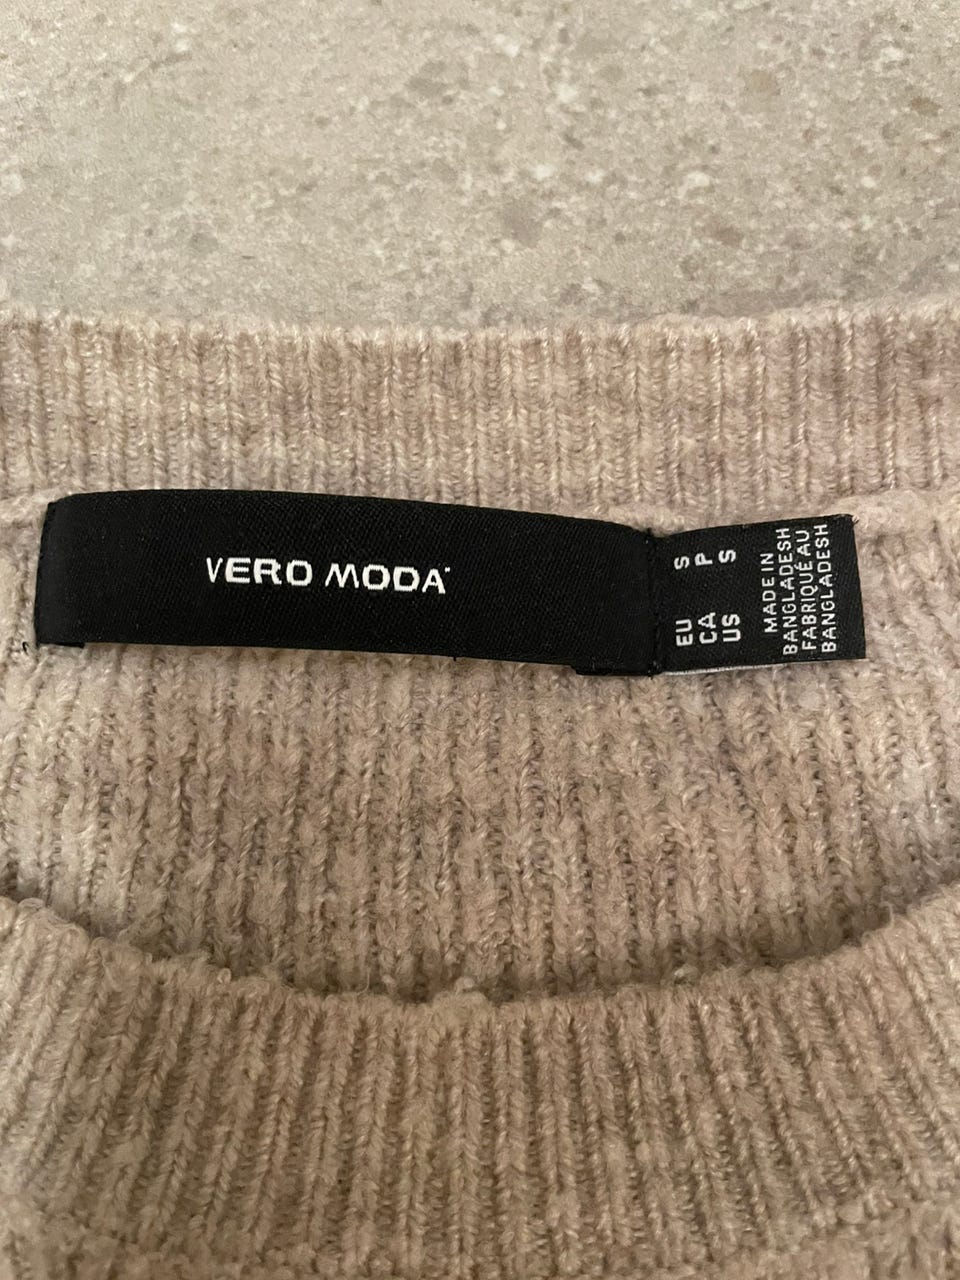 VERO MODA
EU S
CA P
US S
MADE IN
BANGLADESH
FABRIQUÉ AU
BANGLADESH